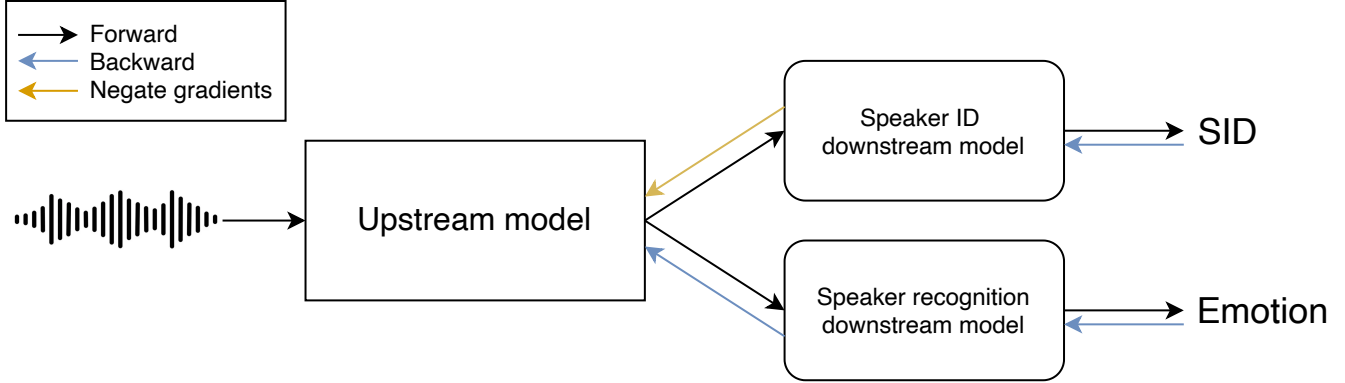 Forward
Backward
Negate gradients
Upstream model
Speaker ID
downstream model
SID
Speaker recognition
downstream model
Emotion